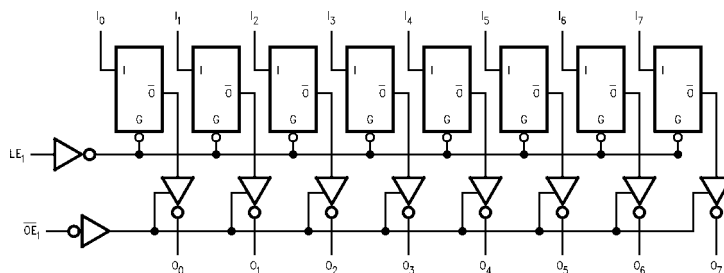 I₀ I₁ I₂ I₃ I₄ I₅ I₆ I₇
I I I I I I I I
O̅ O̅ O̅ O̅ O̅ O̅ O̅ O̅
G G G G G G G G
LE₁
O̅E̅₁
O₀ O₁ O₂ O₃ O₄ O₅ O₆ O₇